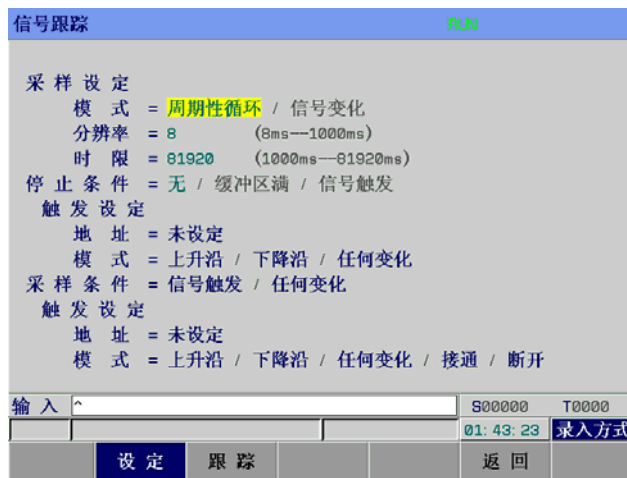 信号跟踪 RUN
采样设定
模式 = 周期性循环 / 信号变化
分辨率 = 8 (8ms--1000ms)
时限 = 81920 (1000ms--81920ms)
停止条件 = 无 / 缓冲区满 / 信号触发
触发设定
地址 = 未设定
模式 = 上升沿 / 下降沿 / 任何变化
采样条件 = 信号触发 / 任何变化
触发设定
地址 = 未设定
模式 = 上升沿 / 下降沿 / 任何变化 / 接通 / 断开
输入 ^ S00000 T0000
01:43:23 录入方式
设定 跟踪 返回